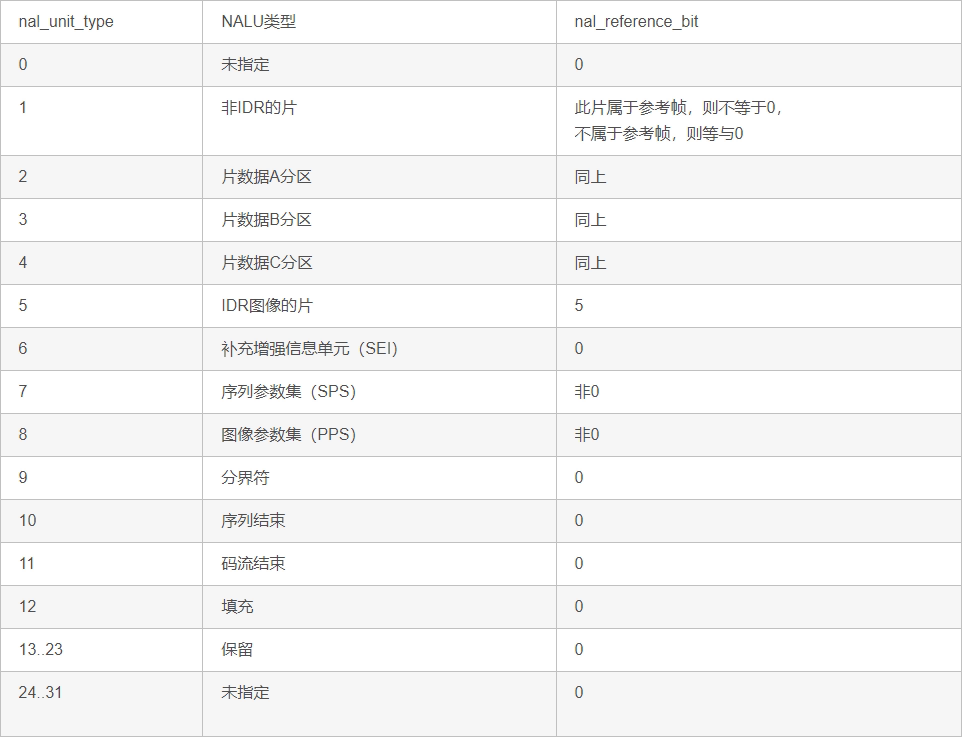 nal_unit_type NALU类型 nal_reference_bit
0 未指定 0
1 非IDR的片 此片属于参考帧，则不等于0，
不属于参考帧，则等与0
2 片数据A分区 同上
3 片数据B分区 同上
4 片数据C分区 同上
5 IDR图像的片 5
6 补充增强信息单元（SEI） 0
7 序列参数集（SPS） 非0
8 图像参数集（PPS） 非0
9 分界符 0
10 序列结束 0
11 码流结束 0
12 填充 0
13..23 保留 0
24..31 未指定 0